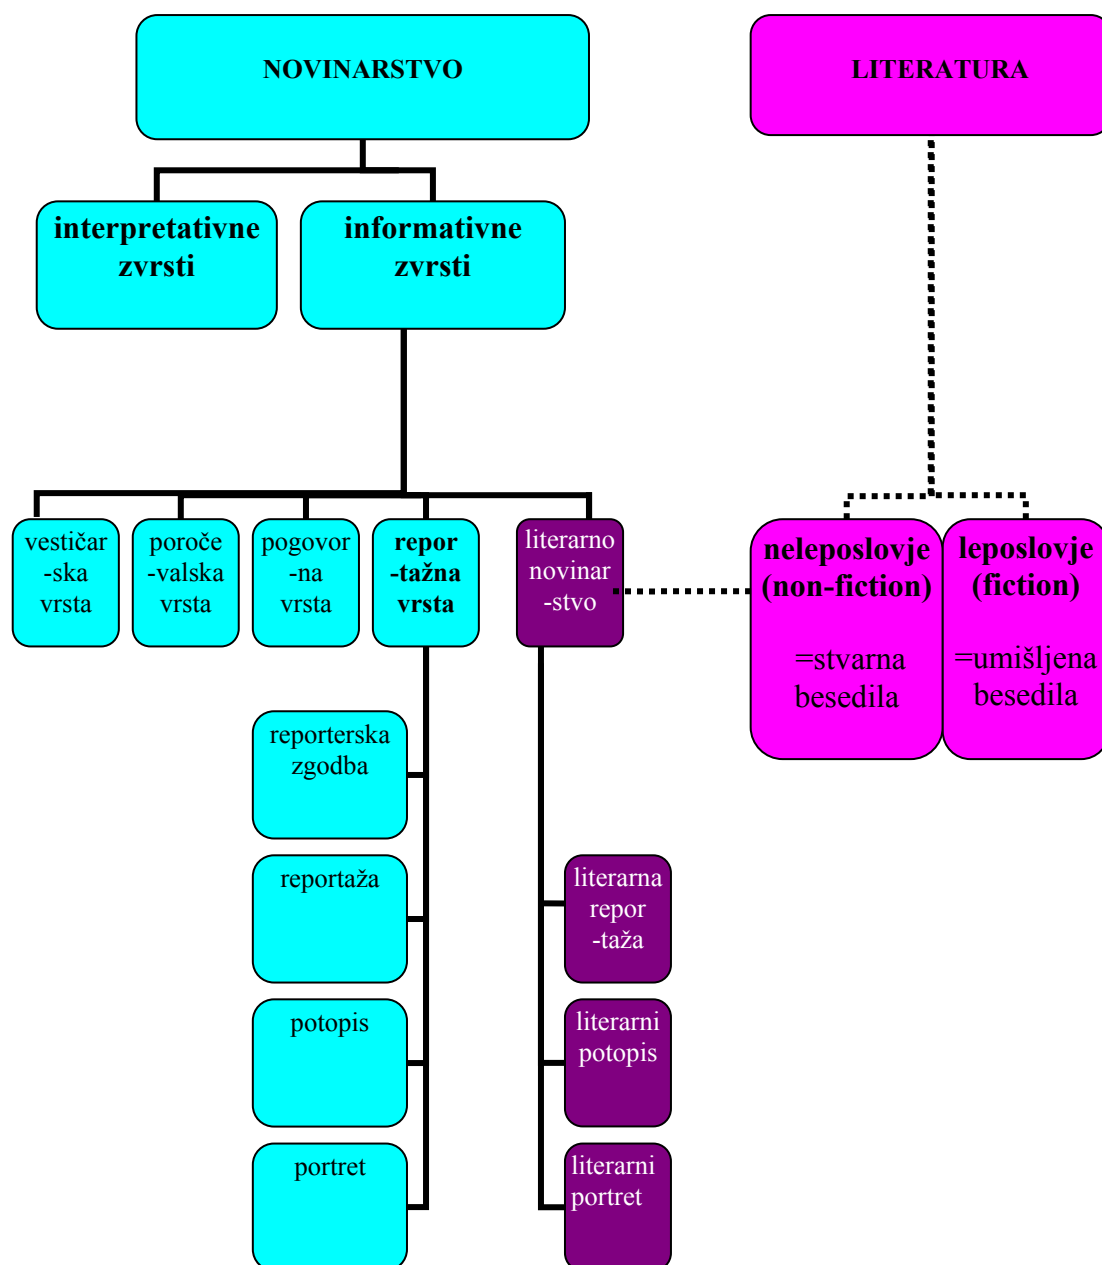 NOVINARSTVO
LITERATURA
interpretativne
zvrsti
informativne
zvrsti
vestičar
-ska
vrsta
poroče
-valska
vrsta
pogovor
-na
vrsta
repor
-tažna
vrsta
literarno
novinar
-stvo
neleposlovje
(non-fiction)
=stvarna
besedila
leposlovje
(fiction)
=umišljena
besedila
reporterska
zgodba
reportaža
potopis
portret
literarna
repor
-taža
literarni
potopis
literarni
portret